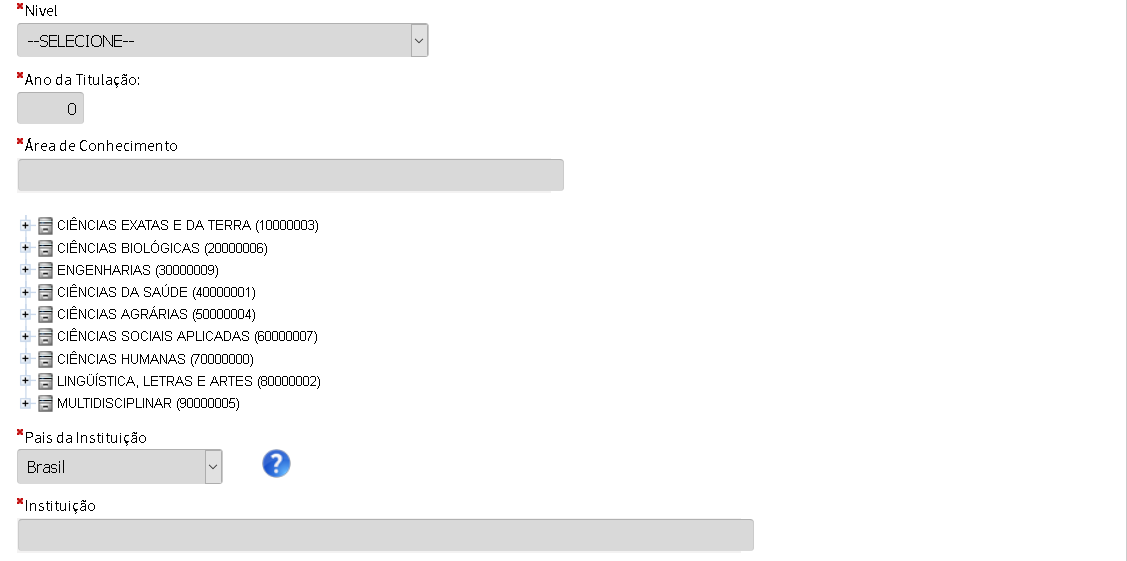 Nivel
--SELECIONE--
Ano da Titulação:
0
Área de Conhecimento
CIÊNCIAS EXATAS E DA TERRA (10000003)
CIÊNCIAS BIOLÓGICAS (20000006)
ENGENHARIAS (30000009)
CIÊNCIAS DA SAÚDE (40000001)
CIÊNCIAS AGRÁRIAS (50000004)
CIÊNCIAS SOCIAIS APLICADAS (60000007)
CIÊNCIAS HUMANAS (70000000)
LINGÜÍSTICA, LETRAS E ARTES (80000002)
MULTIDISCIPLINAR (90000005)
Pais da Instituição
Brasil ?
Instituição